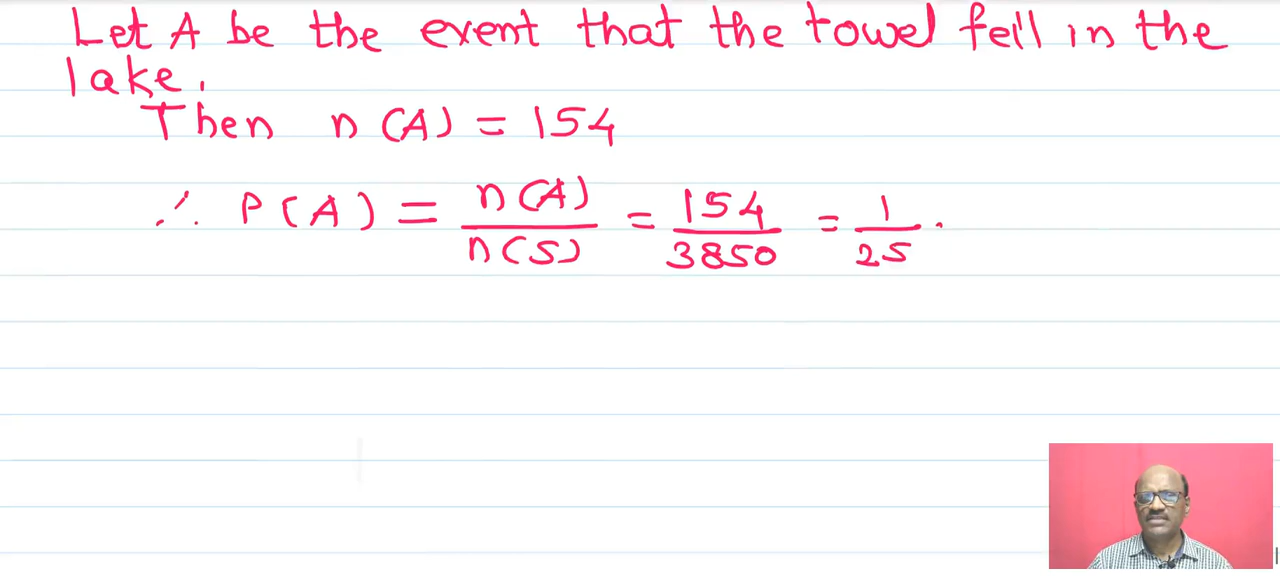 Let A be the event that the towel fell in the
lake.
Then n(A) = 154
∴ P(A) = n(A)/n(S) = 154/3850 = 1/25.